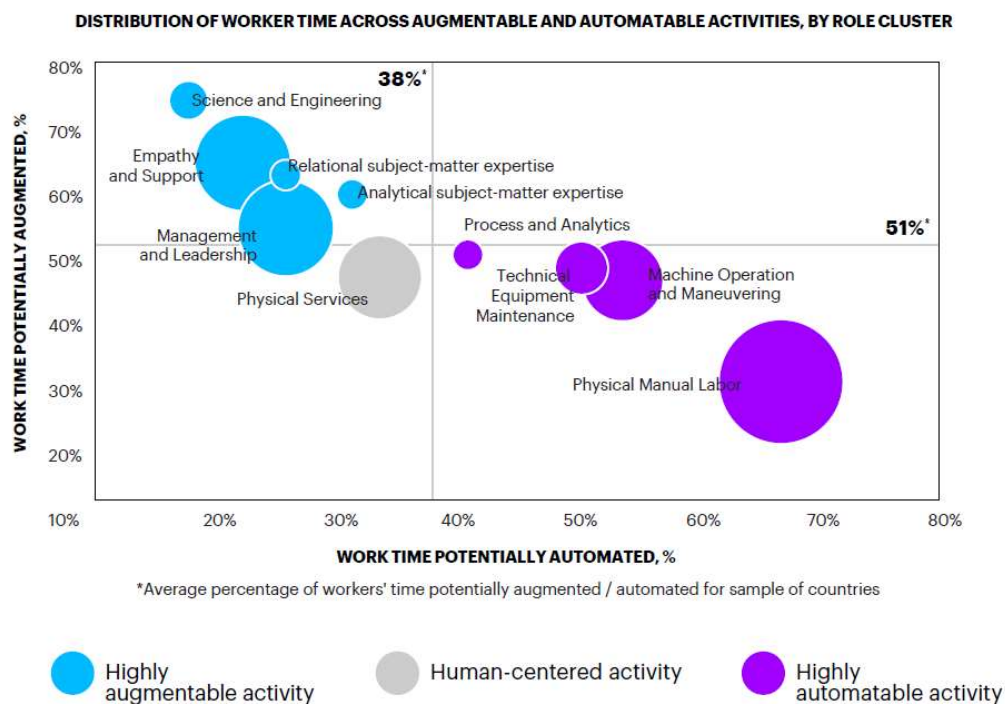 DISTRIBUTION OF WORKER TIME ACROSS AUGMENTABLE AND AUTOMATABLE ACTIVITIES, BY ROLE CLUSTER
WORK TIME POTENTIALLY AUGMENTED, %
80%
70%
60%
50%
40%
30%
20%
10%
38%*
51%*
Science and Engineering
Empathy
and Support
Relational subject-matter expertise
Analytical subject-matter expertise
Management
and Leadership
Process and Analytics
Physical Services
Technical
Equipment
Maintenance
Machine Operation
and Maneuvering
Physical Manual Labor
20%
30%
40%
50%
60%
70%
80%
WORK TIME POTENTIALLY AUTOMATED, %
*Average percentage of workers' time potentially augmented / automated for sample of countries
Highly
augmentable activity
Human-centered activity
Highly
automatable activity